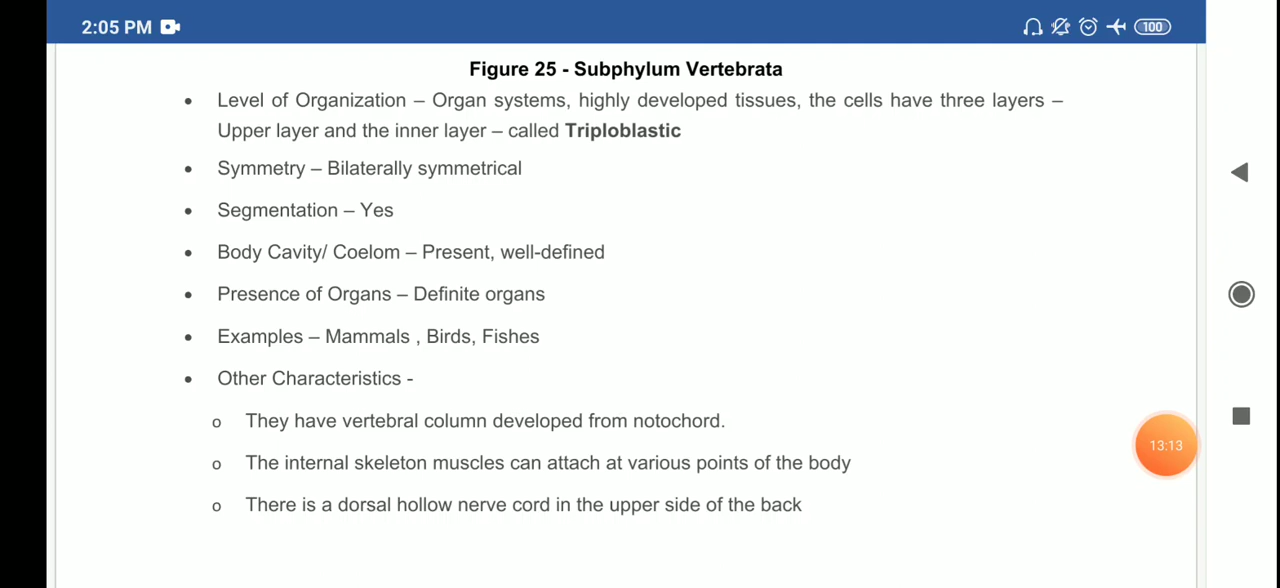 2:05 PM
100
Figure 25 - Subphylum Vertebrata
• Level of Organization – Organ systems, highly developed tissues, the cells have three layers –
Upper layer and the inner layer – called Triploblastic
• Symmetry – Bilaterally symmetrical
• Segmentation – Yes
• Body Cavity/ Coelom – Present, well-defined
• Presence of Organs – Definite organs
• Examples – Mammals , Birds, Fishes
• Other Characteristics -
o They have vertebral column developed from notochord.
o The internal skeleton muscles can attach at various points of the body
o There is a dorsal hollow nerve cord in the upper side of the back
13:13